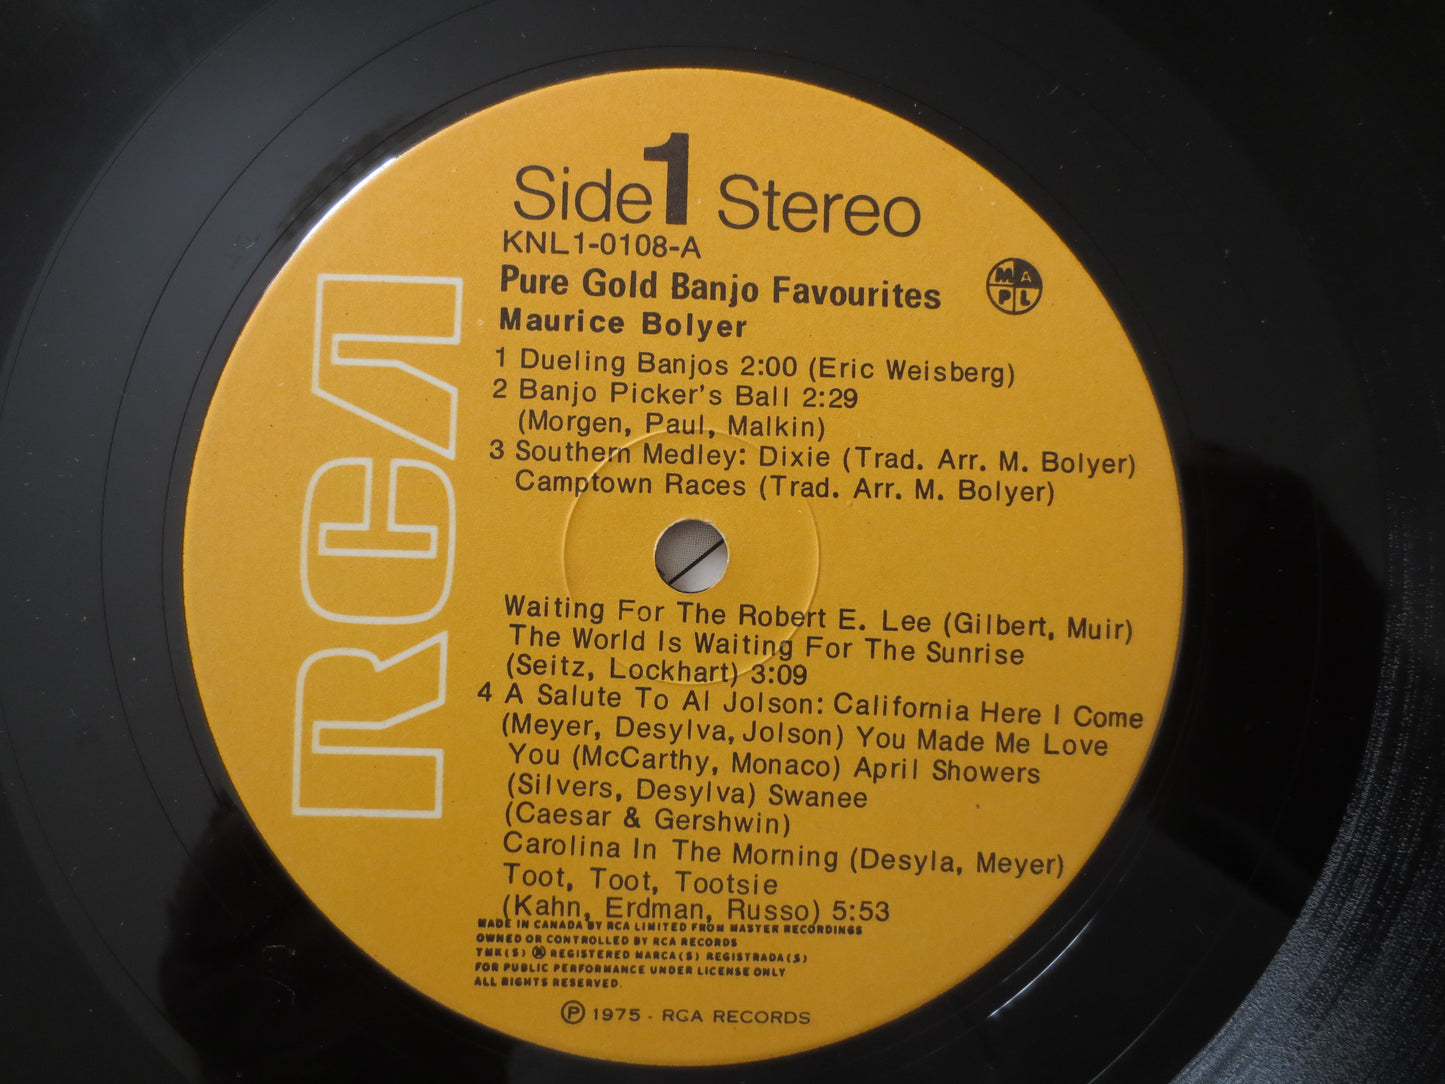 Side 1 Stereo
KNL1-0108-A
Pure Gold Banjo Favourites
Maurice Bolyer
MAPL
1 Dueling Banjos 2:00 (Eric Weisberg)
2 Banjo Picker's Ball 2:29
(Morgen, Paul, Malkin)
3 Southern Medley: Dixie (Trad. Arr. M. Bolyer)
Camptown Races (Trad. Arr. M. Bolyer)
Waiting For The Robert E. Lee (Gilbert, Muir)
The World Is Waiting For The Sunrise
(Seitz, Lockhart) 3:09
4 A Salute To Al Jolson: California Here I Come
(Meyer, Desylva, Jolson) You Made Me Love
You (McCarthy, Monaco) April Showers
(Silvers, Desylva) Swanee
(Caesar & Gershwin)
Carolina In The Morning (Desyla, Meyer)
Toot, Toot, Tootsie
(Kahn, Erdman, Russo) 5:53
MADE IN CANADA BY RCA LIMITED FROM MASTER RECORDINGS
OWNED OR CONTROLLED BY RCA RECORDS
TMK(S) ® REGISTERED MARCA(S) REGISTRADA(S)
FOR PUBLIC PERFORMANCE UNDER LICENSE ONLY
ALL RIGHTS RESERVED.
℗ 1975 - RCA RECORDS
RCA